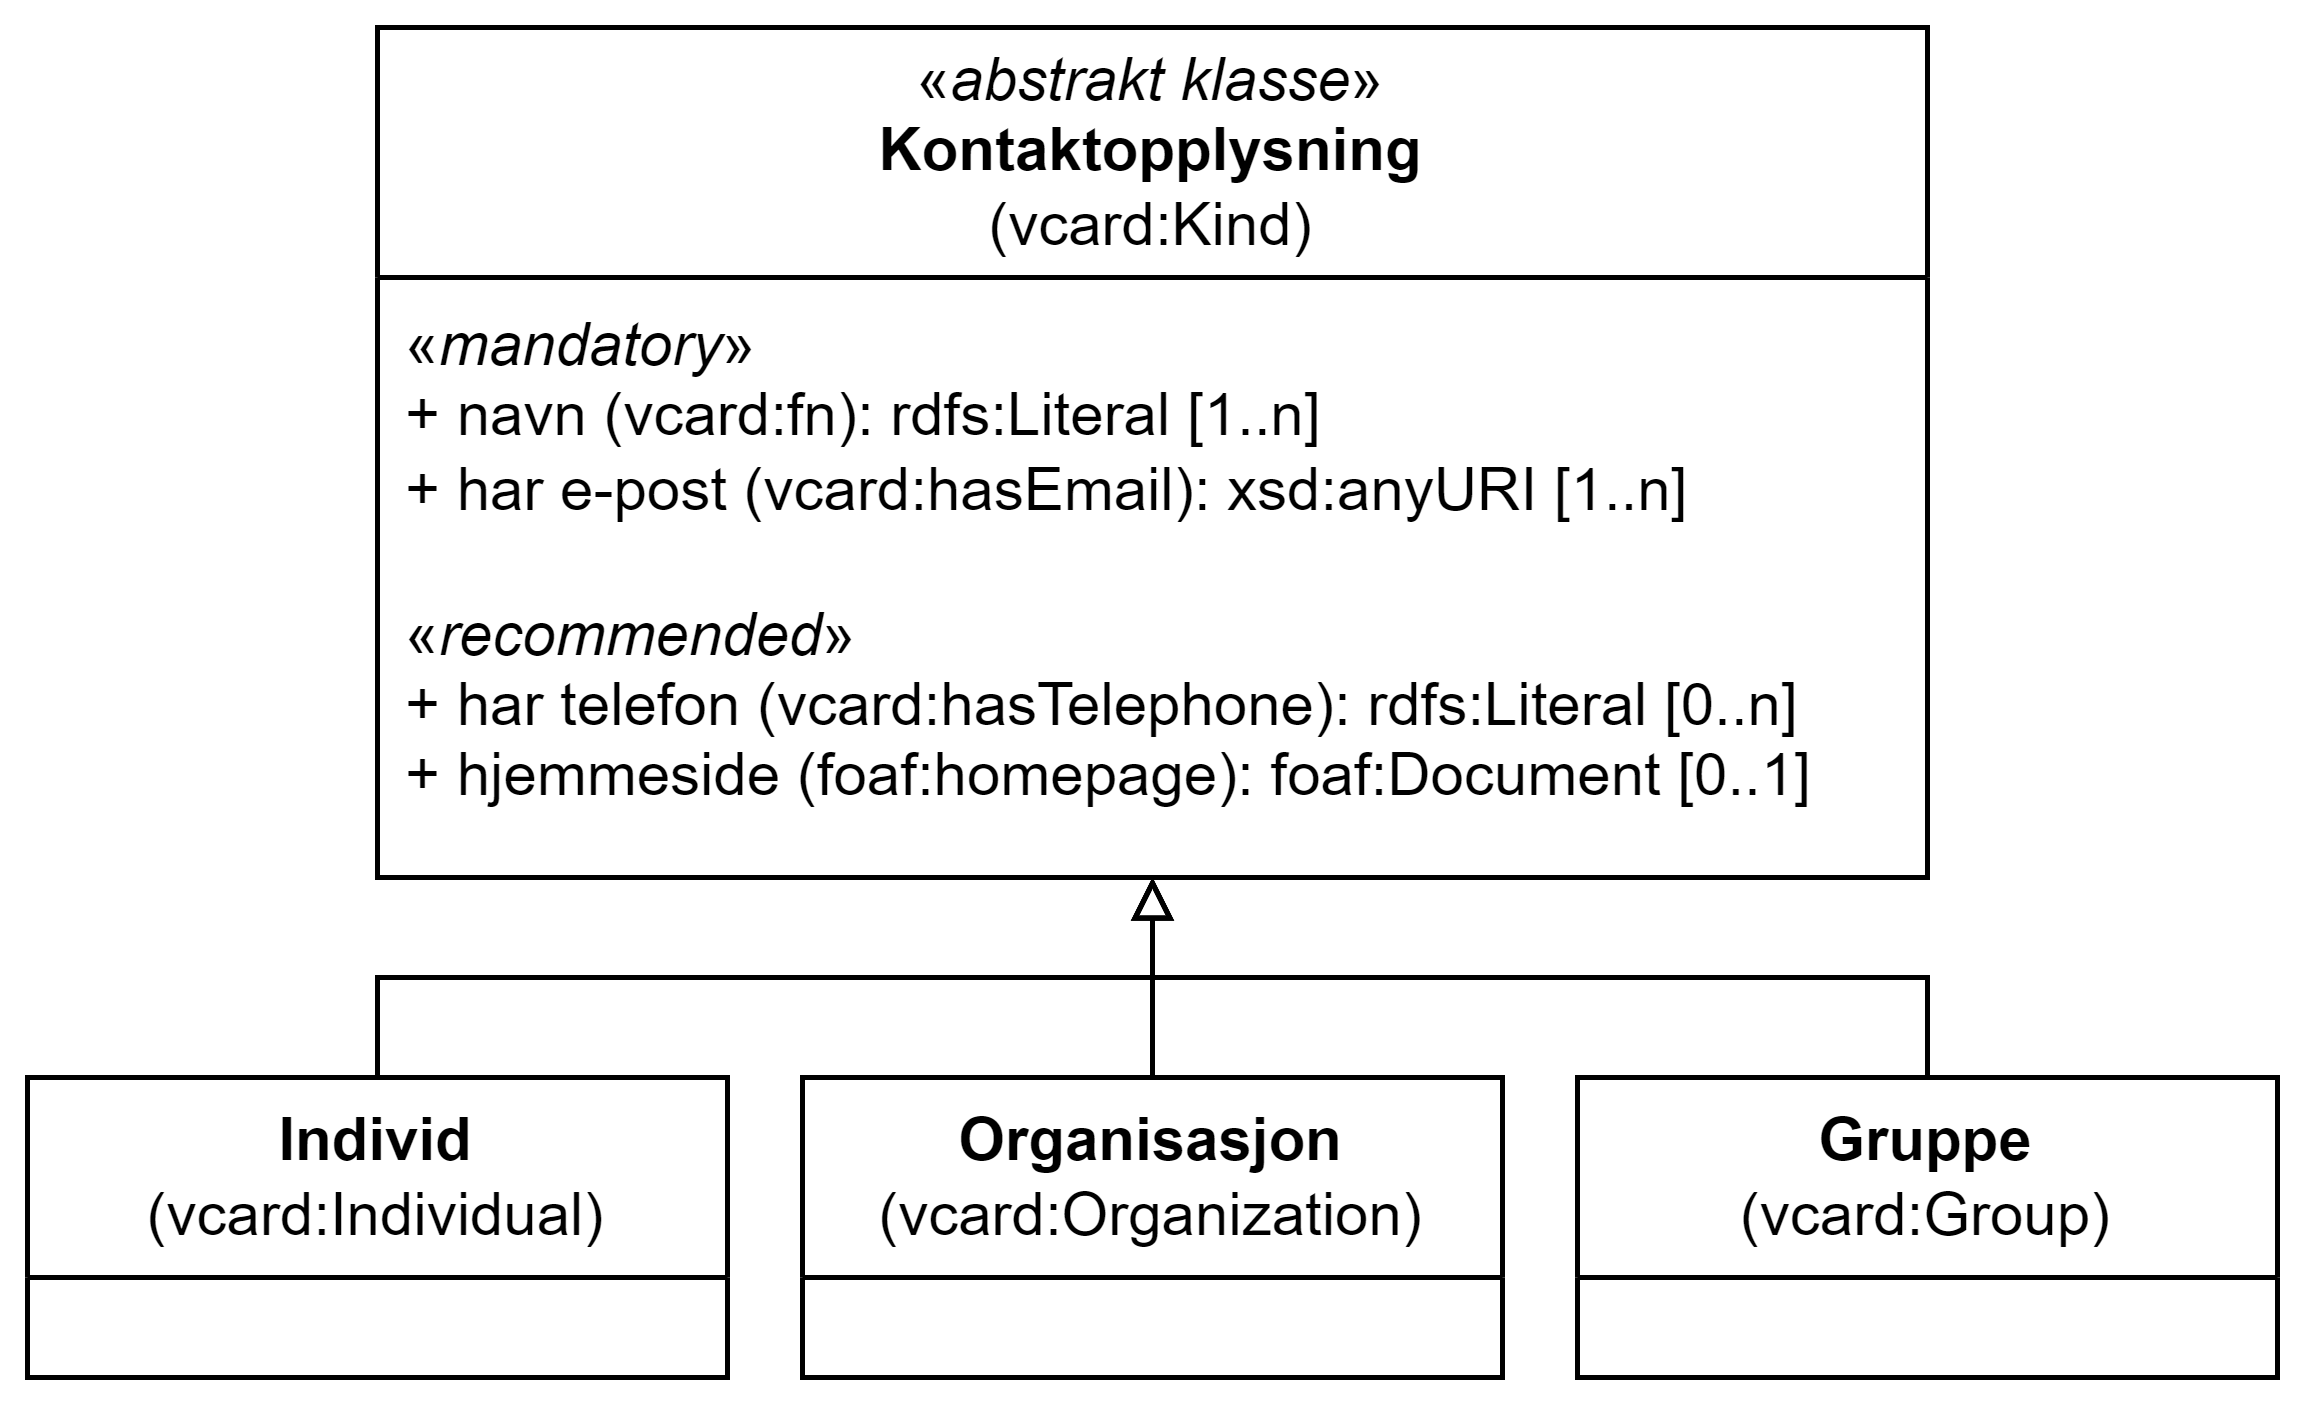 «abstrakt klasse»
Kontaktopplysning
(vcard:Kind)
«mandatory»
+ navn (vcard:fn): rdfs:Literal [1..n]
+ har e-post (vcard:hasEmail): xsd:anyURI [1..n]
«recommended»
+ har telefon (vcard:hasTelephone): rdfs:Literal [0..n]
+ hjemmeside (foaf:homepage): foaf:Document [0..1]
Individ
(vcard:Individual)
Organisasjon
(vcard:Organization)
Gruppe
(vcard:Group)